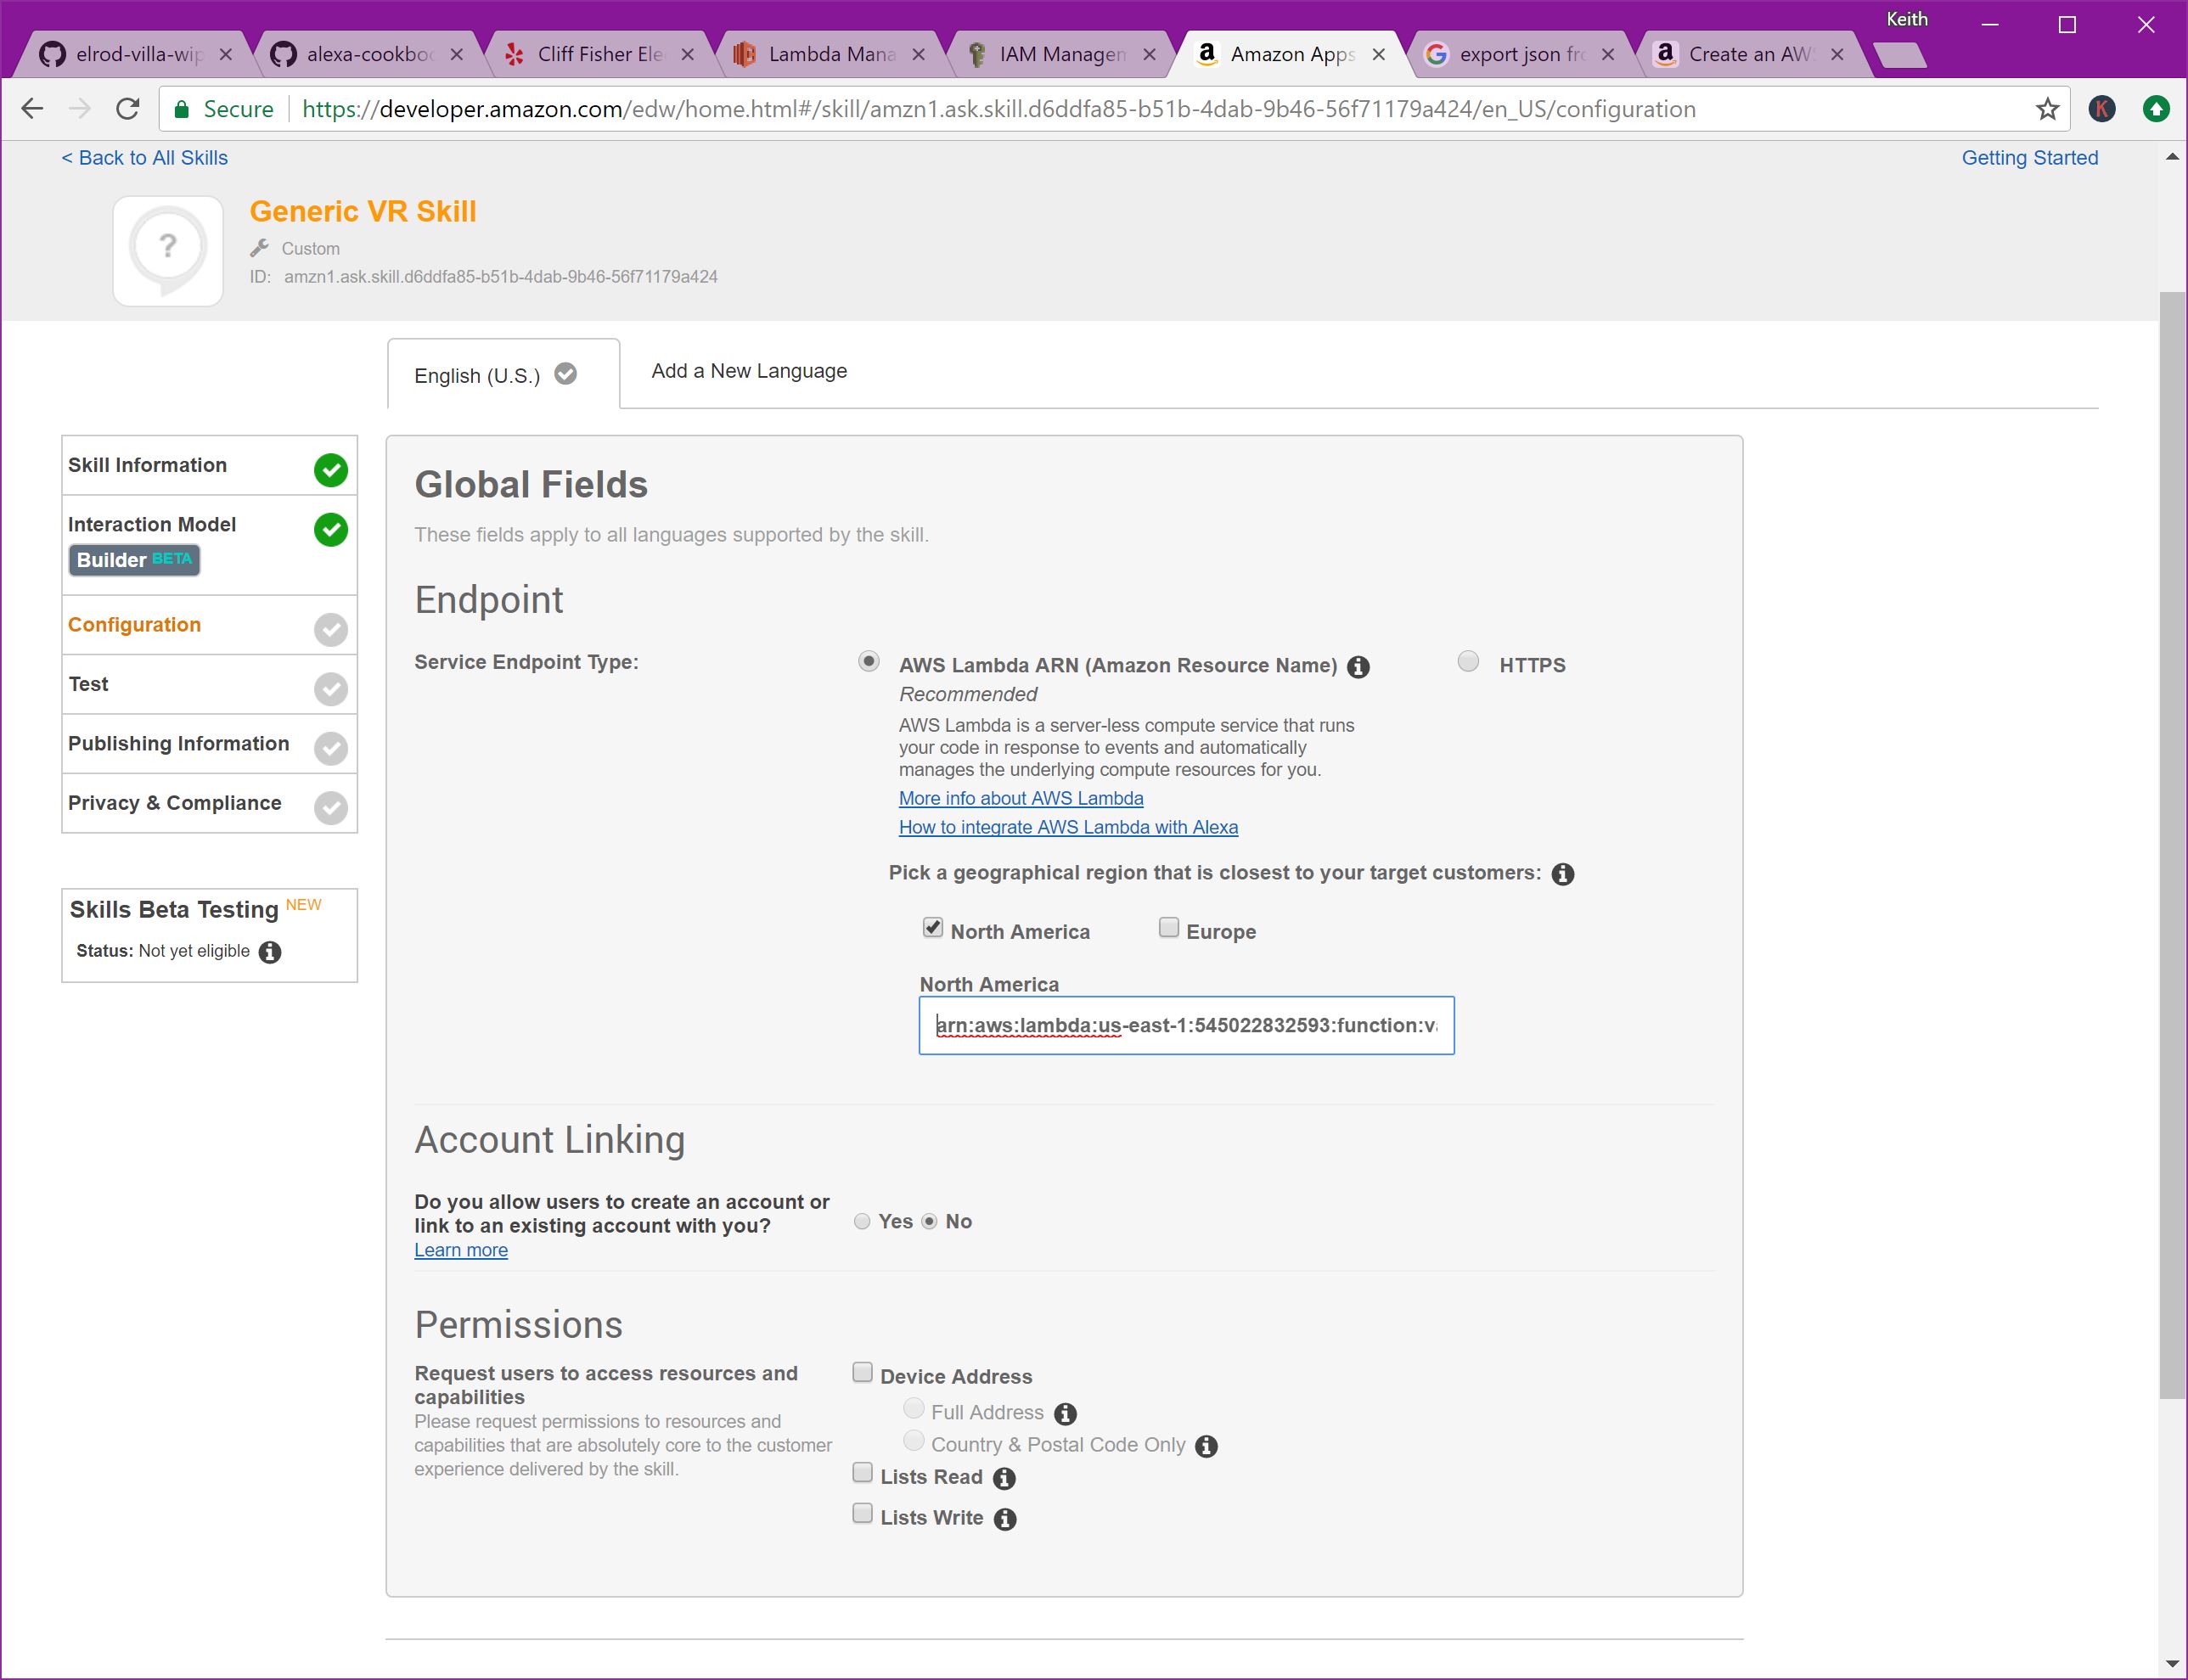 Keith
elrod-villa-wip
alexa-cookboo
Cliff Fisher Ele
Lambda Mana
IAM Managem
Amazon Apps
export json fro
Create an AW
Secure
https://developer.amazon.com/edw/home.html#/skill/amzn1.ask.skill.d6ddfa85-b51b-4dab-9b46-56f71179a424/en_US/configuration
K
< Back to All Skills
Getting Started
?
Generic VR Skill
Custom
ID: amzn1.ask.skill.d6ddfa85-b51b-4dab-9b46-56f71179a424
English (U.S.)
Add a New Language
Skill Information
Interaction Model
Builder BETA
Configuration
Test
Publishing Information
Privacy & Compliance
Skills Beta Testing NEW
Status: Not yet eligible
Global Fields
These fields apply to all languages supported by the skill.
Endpoint
Service Endpoint Type:
AWS Lambda ARN (Amazon Resource Name)
HTTPS
Recommended
AWS Lambda is a server-less compute service that runs
your code in response to events and automatically
manages the underlying compute resources for you.
More info about AWS Lambda
How to integrate AWS Lambda with Alexa
Pick a geographical region that is closest to your target customers:
North America
Europe
North America
arn:aws:lambda:us-east-1:545022832593:function:va
Account Linking
Do you allow users to create an account or
link to an existing account with you?
Yes No
Learn more
Permissions
Request users to access resources and
capabilities
Please request permissions to resources and
capabilities that are absolutely core to the customer
experience delivered by the skill.
Device Address
Full Address
Country & Postal Code Only
Lists Read
Lists Write